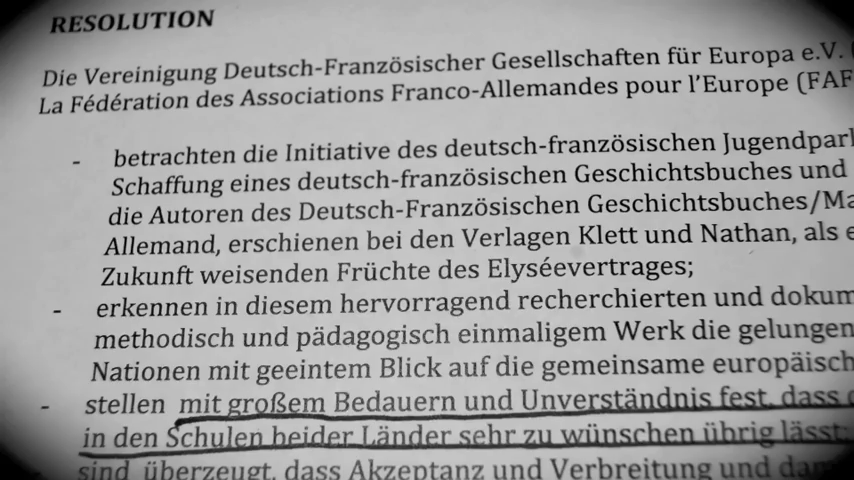 RESOLUTION
Die Vereinigung Deutsch-Französischer Gesellschaften für Europa e.V. (
La Fédération des Associations Franco-Allemandes pour l'Europe (FAF
- betrachten die Initiative des deutsch-französischen
Schaffung eines deutsch-französischen Geschichtsbuches und
die Autoren des Deutsch-Französischen Geschichtsbuches/Ma
Allemand, erschienen bei den Verlagen Klett und Nathan, als
Zukunft weisenden Früchte des Elyséevertrages;
- erkennen in diesem hervorragend recherchierten und
methodisch und pädagogisch einmaligem Werk die gelungen
Nationen mit geeintem Blick auf die gemeinsame
- stellen mit großem Bedauern und Unverständnis fest, dass
in den Schulen beider Länder sehr zu wünschen übrig lässt;
- sind überzeugt, dass Akzeptanz und Verbreitung und